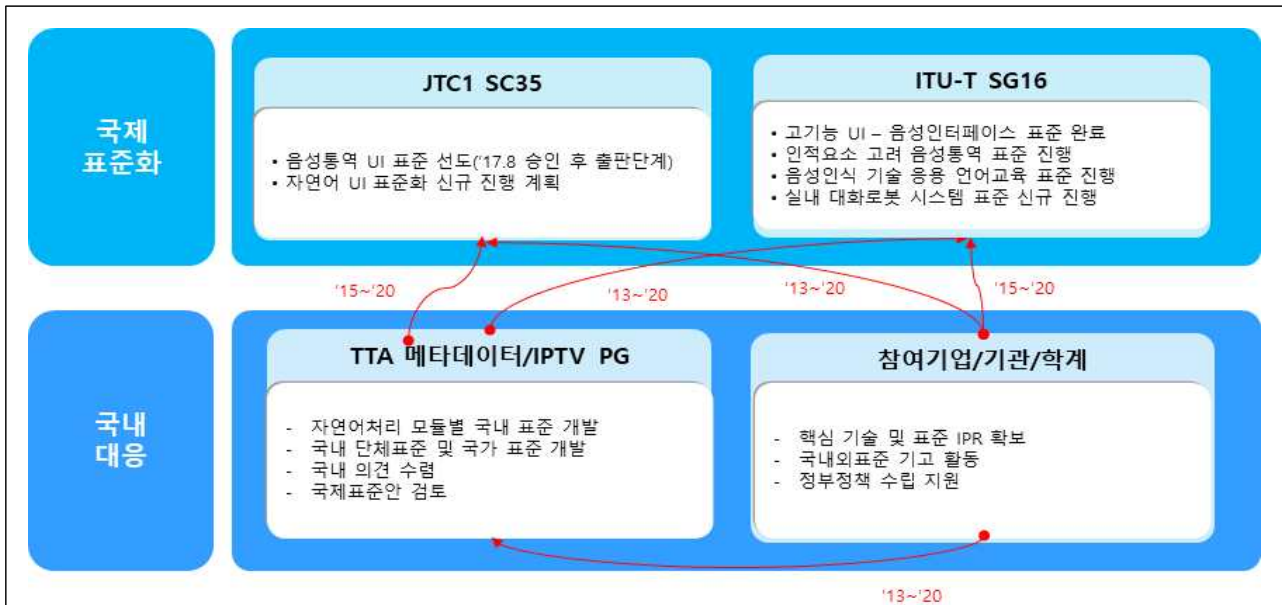 국제
표준화
JTC1 SC35
• 음성통역 UI 표준 선도('17.8 승인 후 출판단계)
• 자연어 UI 표준화 신규 진행 계획
ITU-T SG16
• 고기능 UI – 음성인터페이스 표준 완료
• 인적요소 고려 음성통역 표준 진행
• 음성인식 기술 응용 언어교육 표준 진행
• 실내 대화로봇 시스템 표준 신규 진행
'15~'20
'13~'20
'13~'20
'15~'20
국내
대응
TTA 메타데이터/IPTV PG
- 자연어처리 모듈별 국내 표준 개발
- 국내 단체표준 및 국가 표준 개발
- 국내 의견 수렴
- 국제표준안 검토
참여기업/기관/학계
- 핵심 기술 및 표준 IPR 확보
- 국내외표준 기고 활동
- 정부정책 수립 지원
'13~'20